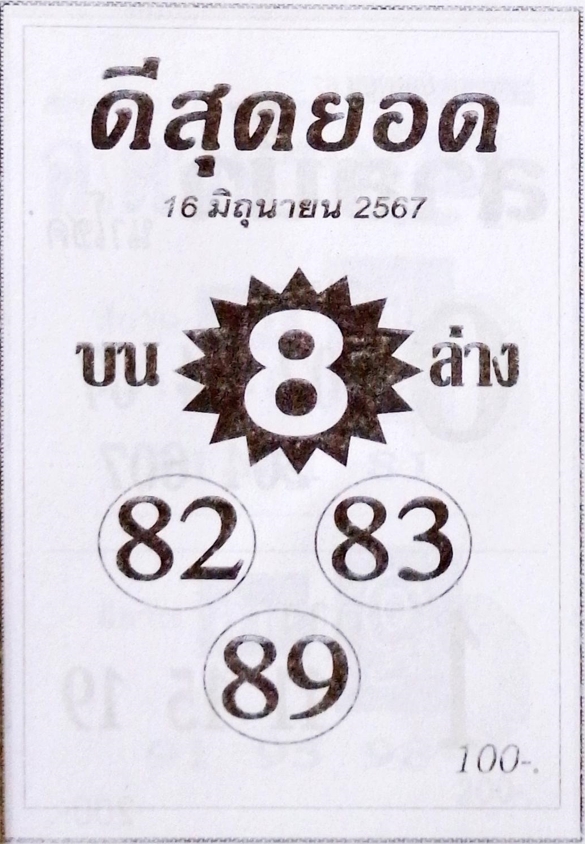 ดีสุดยอด
16 มิถุนายน 2567
บน 8 ล่าง
82 83
89
100-.